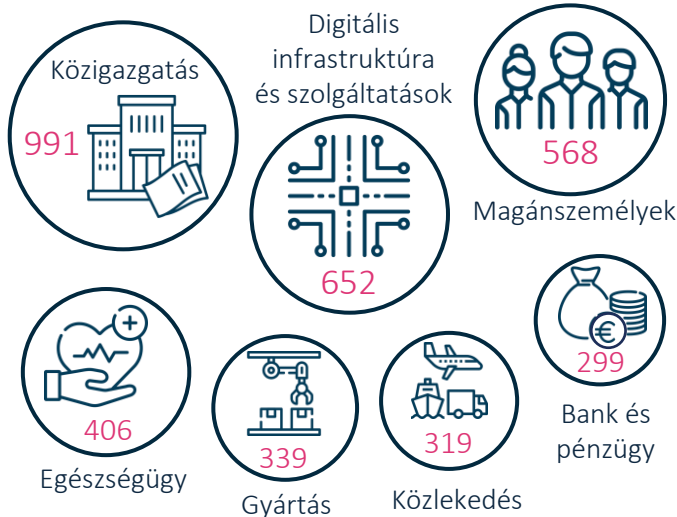 Közigazgatás
991
Digitális
infrastruktúra
és szolgáltatások
652
568
Magánszemélyek
406
Egészségügy
339
Gyártás
319
Közlekedés
€
299
Bank és
pénzügy